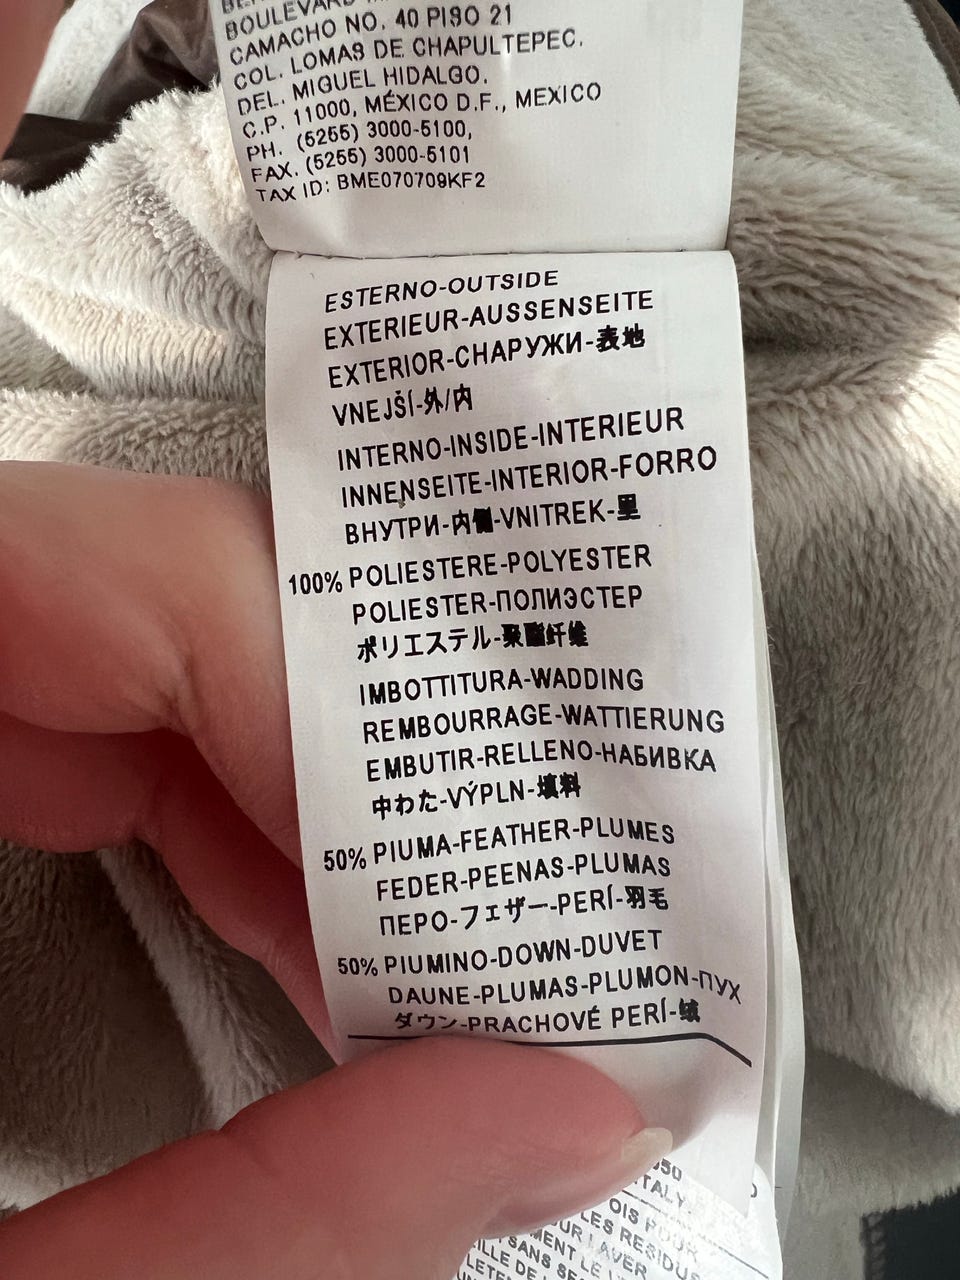 BOULEVARD
CAMACHO NO. 40 PISO 21
COL. LOMAS DE CHAPULTEPEC.
DEL. MIGUEL HIDALGO.
C.P. 11000, MÉXICO D.F., MEXICO
PH. (5255) 3000-5100,
FAX. (5255) 3000-5101
TAX ID: BME070709KF2
ESTERNO-OUTSIDE
EXTERIEUR-AUSSENSEITE
EXTERIOR-СНАРУЖИ-表地
VNEJŠÍ-外/内
INTERNO-INSIDE-INTERIEUR
INNENSEITE-INTERIOR-FORRO
ВНУТРИ-内側-VNITREK-里
100% POLIESTERE-POLYESTER
POLIESTER-ПОЛИЭСТЕР
ポリエステル-聚酯纤维
IMBOTTITURA-WADDING
REMBOURRAGE-WATTIERUNG
EMBUTIR-RELLENO-НАБИВКА
中わた-VÝPLN-填料
50% PIUMA-FEATHER-PLUMES
FEDER-PEENAS-PLUMAS
ПЕРО-フェザー-PERÍ-羽毛
50% PIUMINO-DOWN-DUVET
DAUNE-PLUMAS-PLUMON-ПУХ
ダウン-PRACHOVÉ PERÍ-绒
POUR
LES RESIDUS
LAVER
SANS